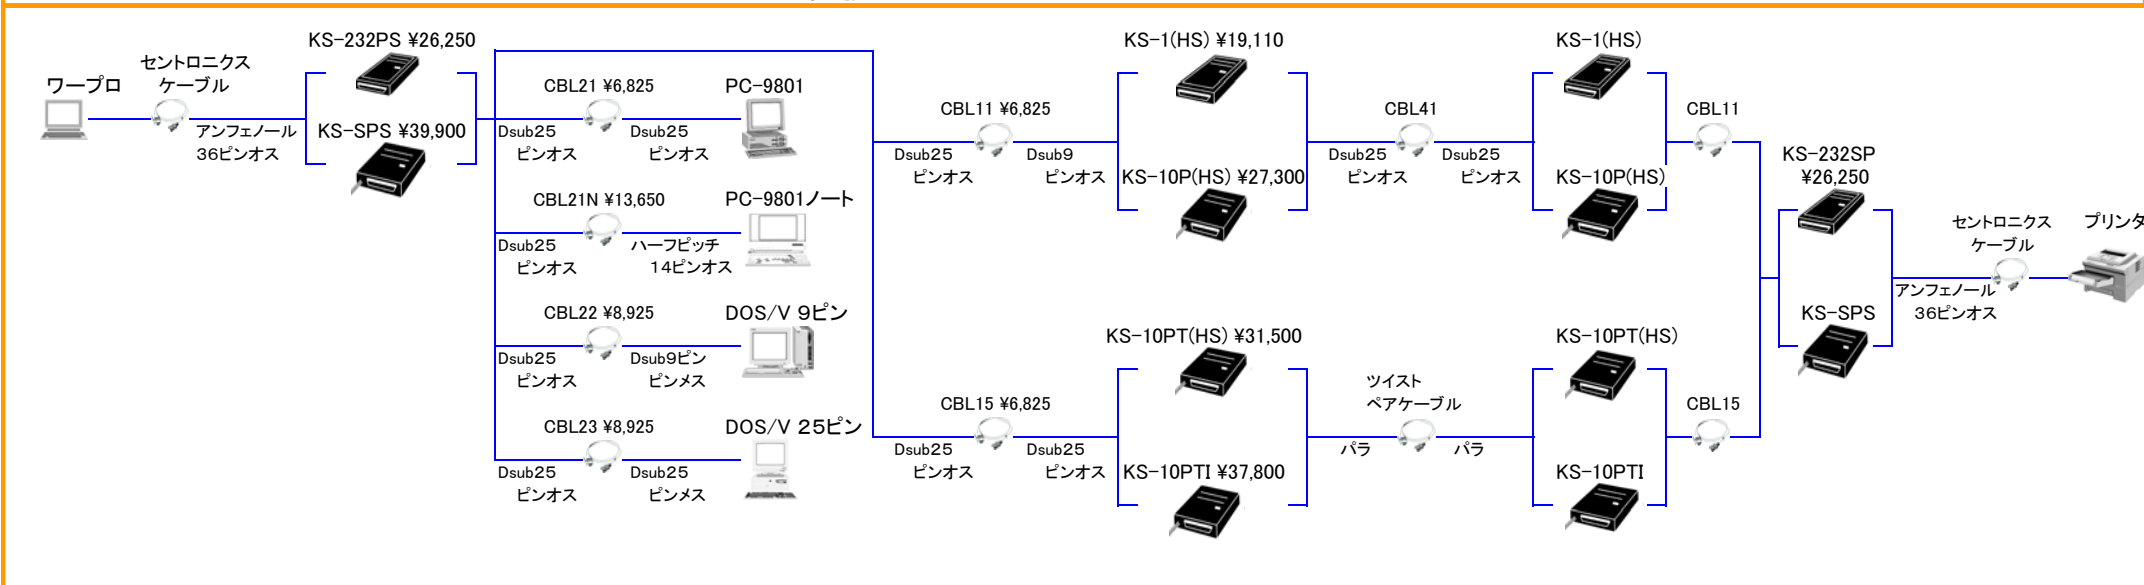 ワープロ
セントロニクス
ケーブル
アンフェノール
36ピンオス
KS-232PS ¥26,250
KS-SPS ¥39,900
CBL21 ¥6,825
Dsub25
ピンオス
Dsub25
ピンオス
PC-9801
CBL21N ¥13,650
Dsub25
ピンオス
ハーフピッチ
14ピンオス
PC-9801ノート
CBL22 ¥8,925
Dsub25
ピンオス
Dsub9ピン
ピンメス
DOS/V 9ピン
CBL23 ¥8,925
Dsub25
ピンオス
Dsub25
ピンメス
DOS/V 25ピン
CBL11 ¥6,825
Dsub25
ピンオス
Dsub9
ピンオス
KS-1(HS) ¥19,110
KS-10P(HS) ¥27,300
CBL41
Dsub25
ピンオス
Dsub25
ピンオス
KS-1(HS)
KS-10P(HS)
CBL11
CBL15 ¥6,825
Dsub25
ピンオス
Dsub25
ピンオス
KS-10PT(HS) ¥31,500
KS-10PTI ¥37,800
ツイスト
ペアケーブル
バラ
バラ
KS-10PT(HS)
KS-10PTI
CBL15
KS-232SP
¥26,250
KS-SPS
アンフェノール
36ピンオス
セントロニクス
ケーブル
プリンタ